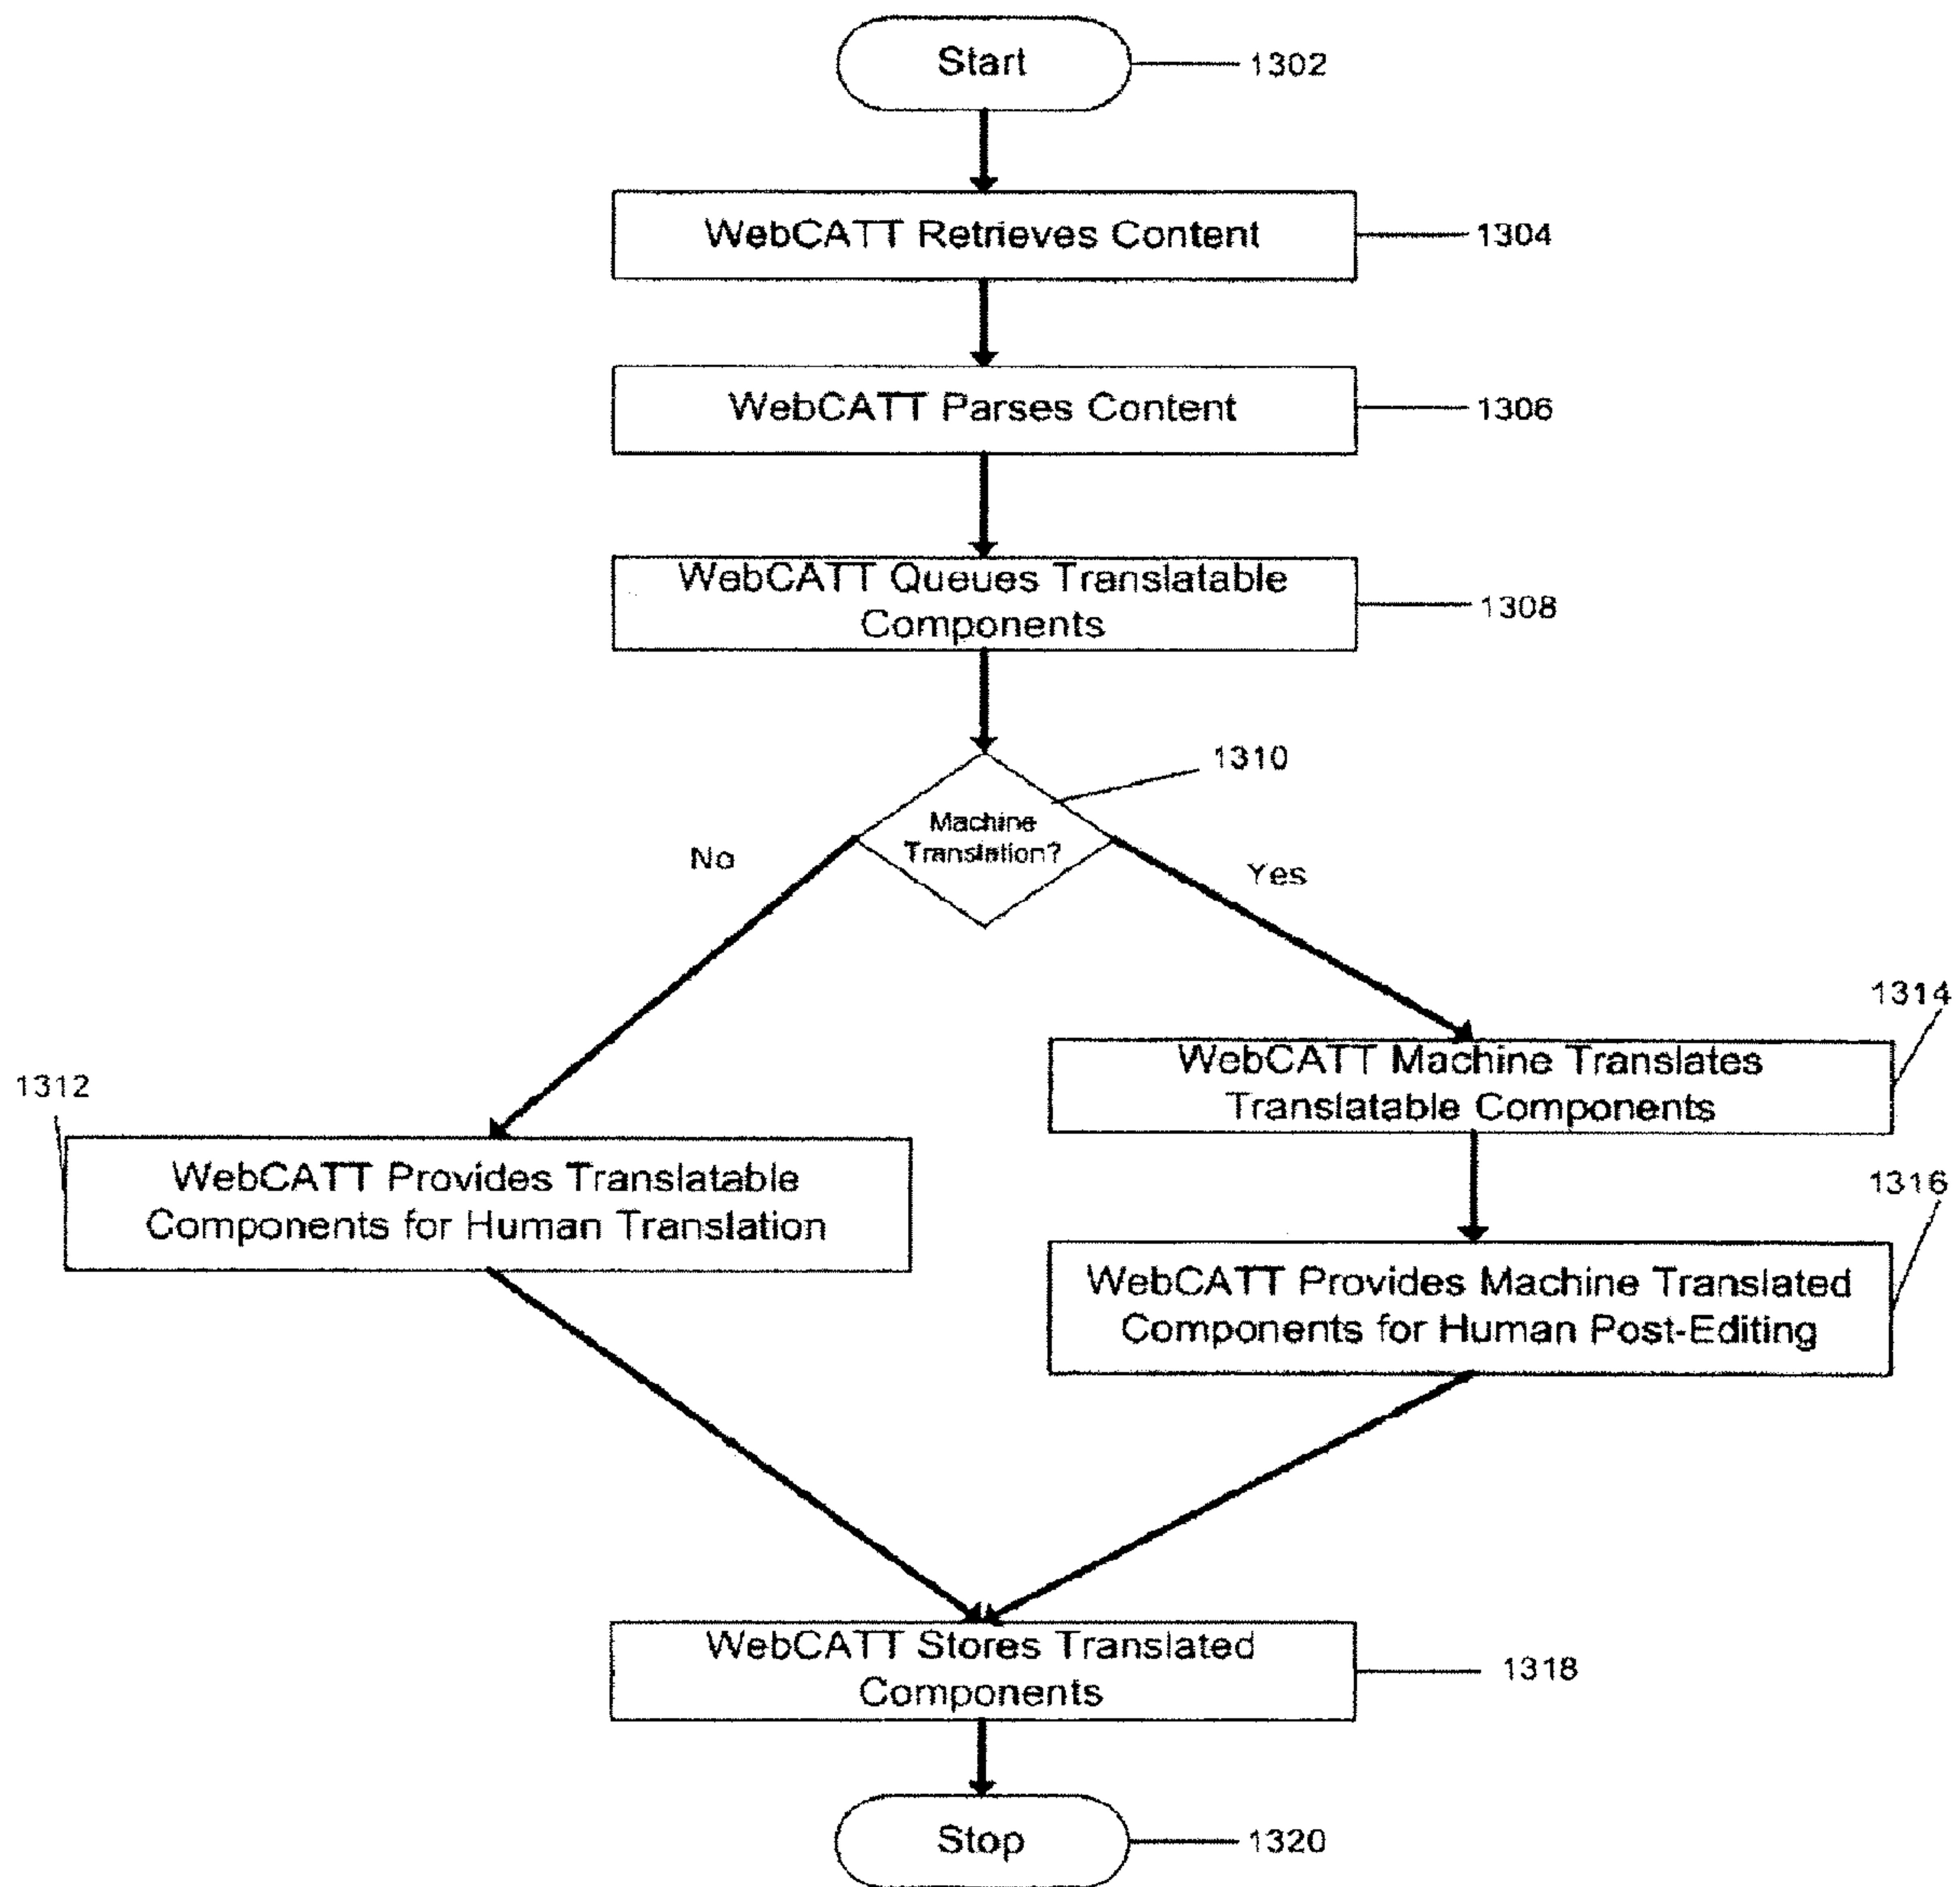 Start
1302
WebCATT Retrieves Content
1304
WebCATT Parses Content
1306
WebCATT Queues Translatable
Components
1308
1310
Machine
Translation?
No
Yes
1314
WebCATT Machine Translates
Translatable Components
1312
WebCATT Provides Translatable
Components for Human Translation
1316
WebCATT Provides Machine Translated
Components for Human Post-Editing
WebCATT Stores Translated
Components
1318
Stop
1320